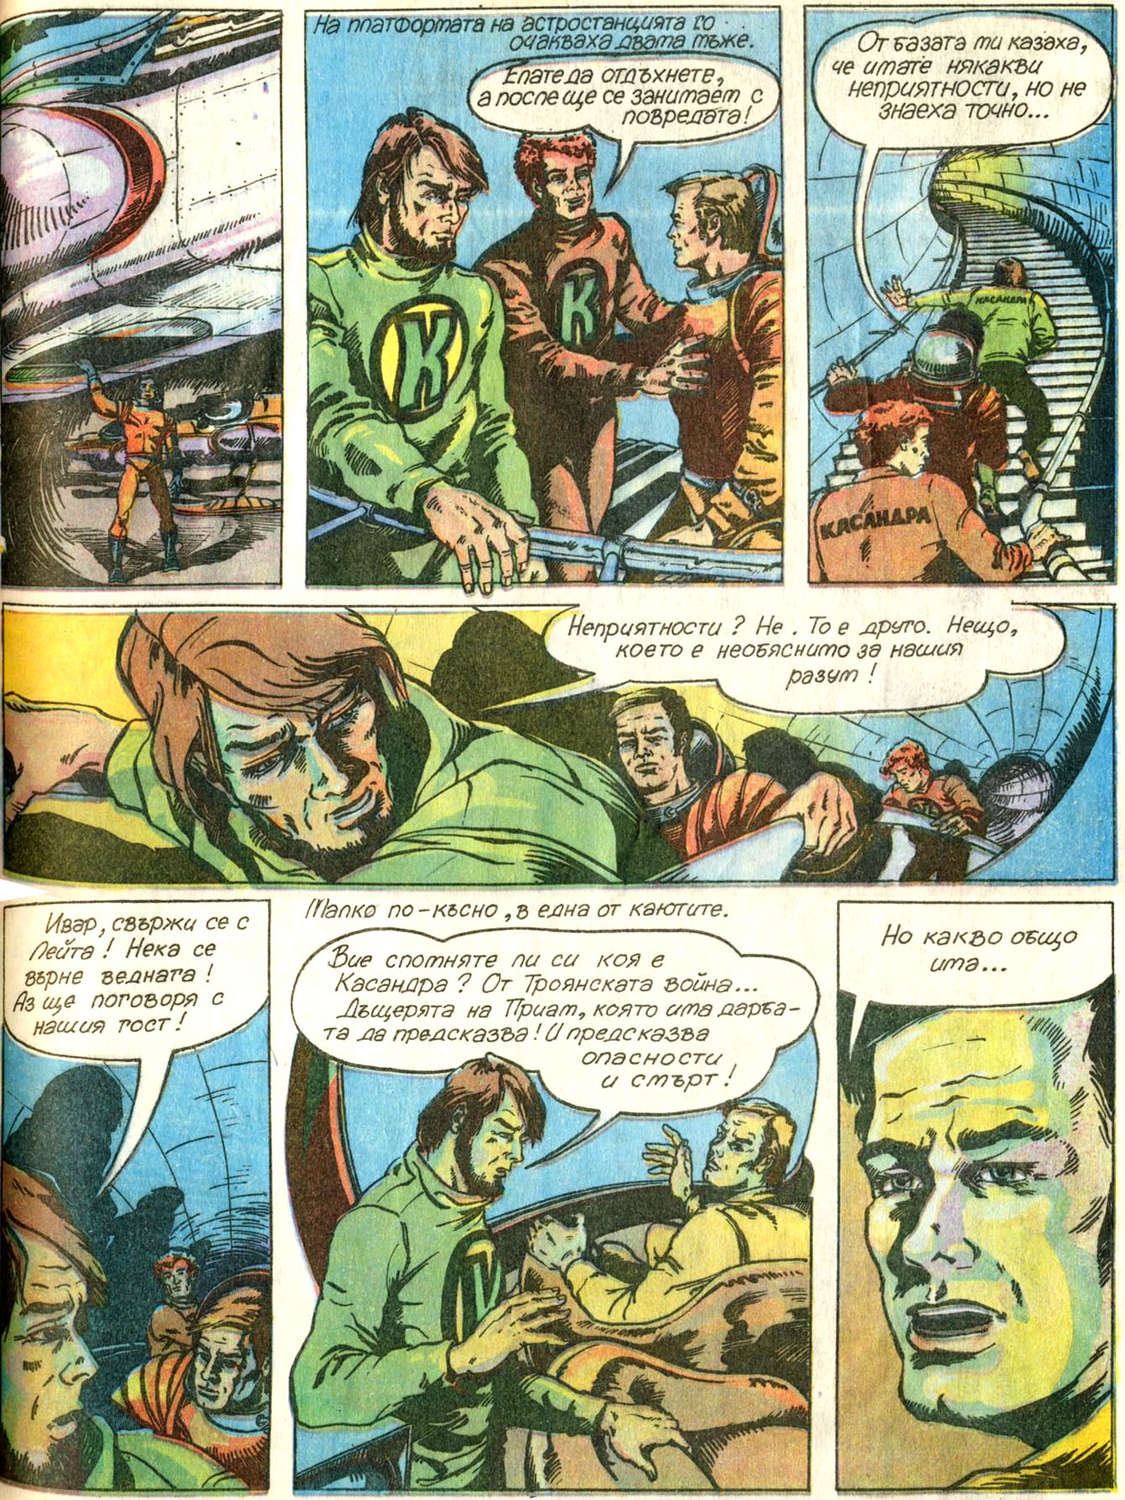 На платформата на астростанцията го
очакваха двама мъже.
Елате да отдъхнете,
а после ще се занимаем с
повредата!
K
K
От базата ми казаха,
че имате някакви
неприятности, но не
знаеха точно...
КАСАНДРА
КАСАНДРА
Неприятности? Не. То е друго. Нещо,
което е необяснимо за нашия
разум!
Ивар, свържи се с
Лейта! Нека се
върне веднага!
Аз ще поговоря с
нашия гост!
Малко по-късно, в една от каютите.
Вие спомняте ли си коя е
Касандра? От Троянската война...
Дъщерята на Приам, която има дарба-
та да предсказва! И предсказва
опасности
и смърт!
K
Но какво общо
има...